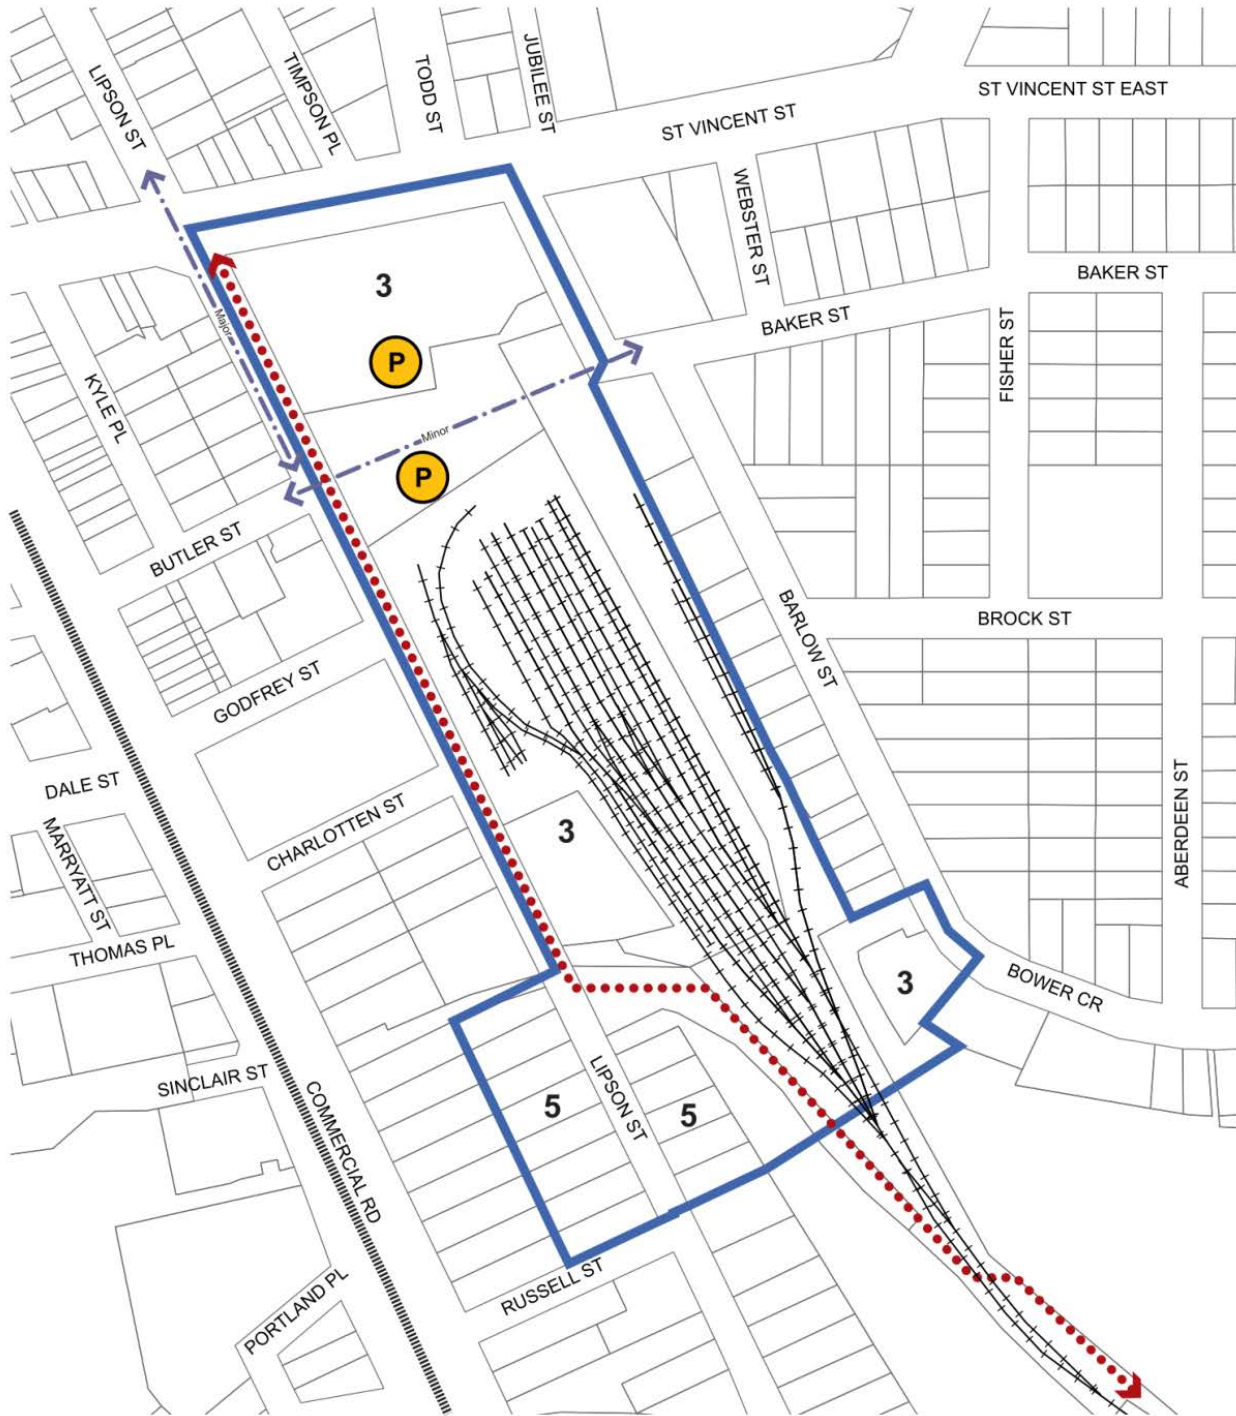 ST VINCENT ST EAST
LIPSON ST
TIMPSON PL
TODD ST
JUBILEE ST
ST VINCENT ST
WEBSTER ST
BAKER ST
3
Major
BAKER ST
FISHER ST
P
KYLE PL
Minor
P
BUTLER ST
BROCK ST
BARLOW ST
GODFREY ST
DALE ST
ABERDEEN ST
CHARLOTTEN ST
3
MARRYATT ST
THOMAS PL
3
BOWER CR
SINCLAIR ST
5
5
LIPSON ST
COMMERCIAL RD
RUSSELL ST
PORTLAND PL